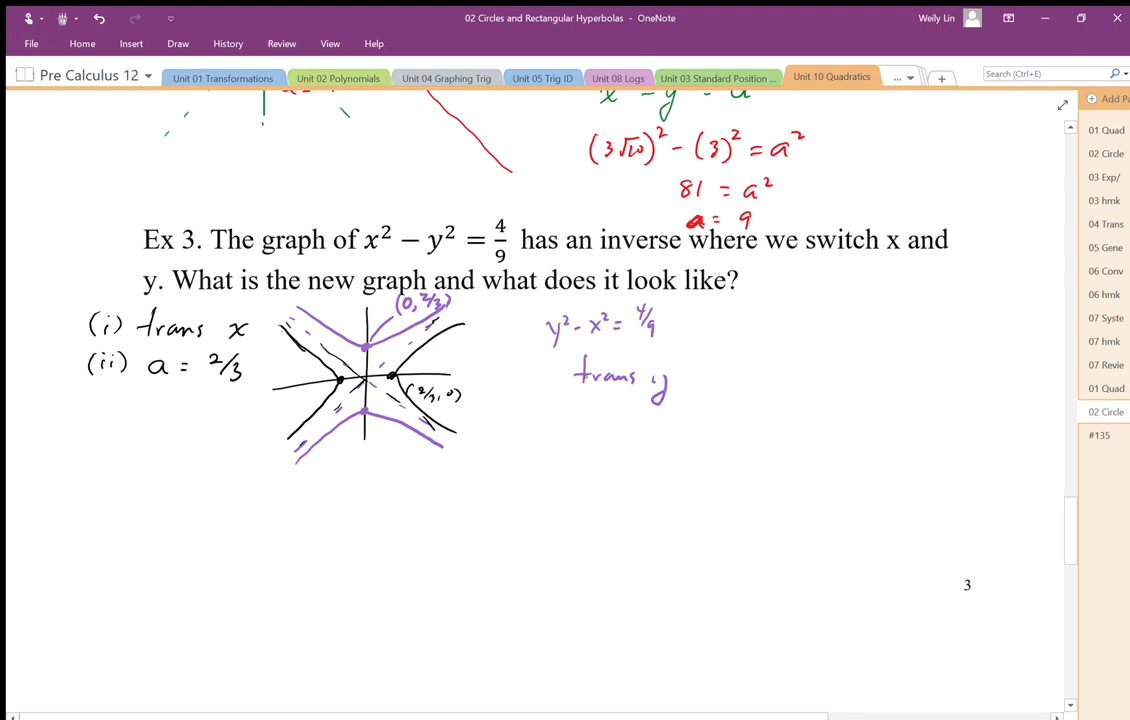 02 Circles and Rectangular Hyperbolas - OneNote
Weily Lin
File Home Insert Draw History Review View Help
Pre Calculus 12
Unit 01 Transformations
Unit 02 Polynomials
Unit 04 Graphing Trig
Unit 05 Trig ID
Unit 08 Logs
Unit 03 Standard Position ...
Unit 10 Quadratics
...
Search (Ctrl+E)
Add Pa
01 Quad
02 Circle
03 Exp/
03 hmk
04 Trans
05 Gene
06 Conv
06 hmk
07 Syste
07 hmk
07 Revie
01 Quad
02 Circle
#135
(3√10)² - (3)² = a²
81 = a²
a = 9
Ex 3. The graph of x² − y² = 4/9 has an inverse where we switch x and
y. What is the new graph and what does it look like?
(i) trans x
(ii) a = 2/3
(0, 2/3)
(2/3, 0)
y² - x² = 4/9
trans y
3